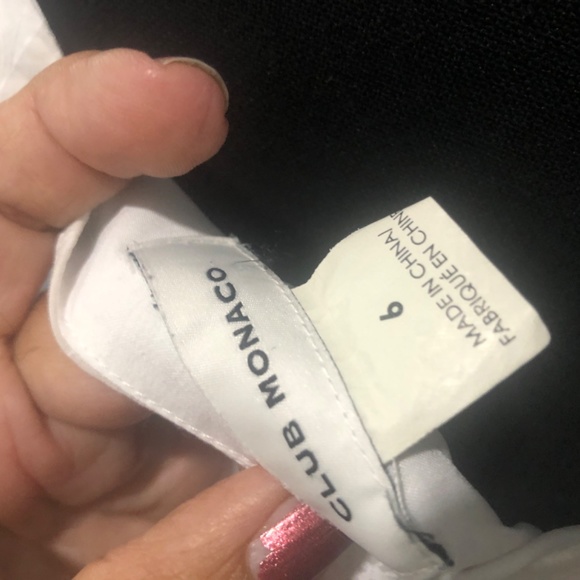 CLUB MONACO
6
MADE IN CHINA/
FABRIQUÉ EN CHINE